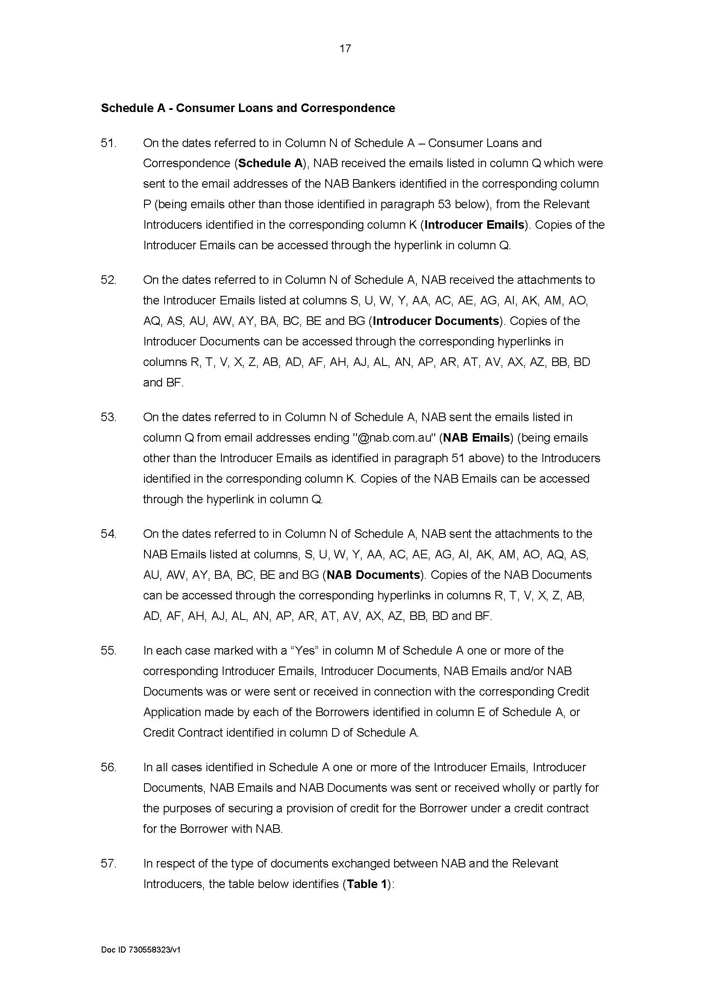 17
Schedule A - Consumer Loans and Correspondence
51. On the dates referred to in Column N of Schedule A – Consumer Loans and
Correspondence (Schedule A), NAB received the emails listed in column Q which were
sent to the email addresses of the NAB Bankers identified in the corresponding column
P (being emails other than those identified in paragraph 53 below), from the Relevant
Introducers identified in the corresponding column K (Introducer Emails). Copies of the
Introducer Emails can be accessed through the hyperlink in column Q.
52. On the dates referred to in Column N of Schedule A, NAB received the attachments to
the Introducer Emails listed at columns S, U, W, Y, AA, AC, AE, AG, AI, AK, AM, AO,
AQ, AS, AU, AW, AY, BA, BC, BE and BG (Introducer Documents). Copies of the
Introducer Documents can be accessed through the corresponding hyperlinks in
columns R, T, V, X, Z, AB, AD, AF, AH, AJ, AL, AN, AP, AR, AT, AV, AX, AZ, BB, BD
and BF.
53. On the dates referred to in Column N of Schedule A, NAB sent the emails listed in
column Q from email addresses ending "@nab.com.au" (NAB Emails) (being emails
other than the Introducer Emails as identified in paragraph 51 above) to the Introducers
identified in the corresponding column K. Copies of the NAB Emails can be accessed
through the hyperlink in column Q.
54. On the dates referred to in Column N of Schedule A, NAB sent the attachments to the
NAB Emails listed at columns, S, U, W, Y, AA, AC, AE, AG, AI, AK, AM, AO, AQ, AS,
AU, AW, AY, BA, BC, BE and BG (NAB Documents). Copies of the NAB Documents
can be accessed through the corresponding hyperlinks in columns R, T, V, X, Z, AB,
AD, AF, AH, AJ, AL, AN, AP, AR, AT, AV, AX, AZ, BB, BD and BF.
55. In each case marked with a “Yes” in column M of Schedule A one or more of the
corresponding Introducer Emails, Introducer Documents, NAB Emails and/or NAB
Documents was or were sent or received in connection with the corresponding Credit
Application made by each of the Borrowers identified in column E of Schedule A, or
Credit Contract identified in column D of Schedule A.
56. In all cases identified in Schedule A one or more of the Introducer Emails, Introducer
Documents, NAB Emails and NAB Documents was sent or received wholly or partly for
the purposes of securing a provision of credit for the Borrower under a credit contract
for the Borrower with NAB.
57. In respect of the type of documents exchanged between NAB and the Relevant
Introducers, the table below identifies (Table 1):
Doc ID 730558323/v1